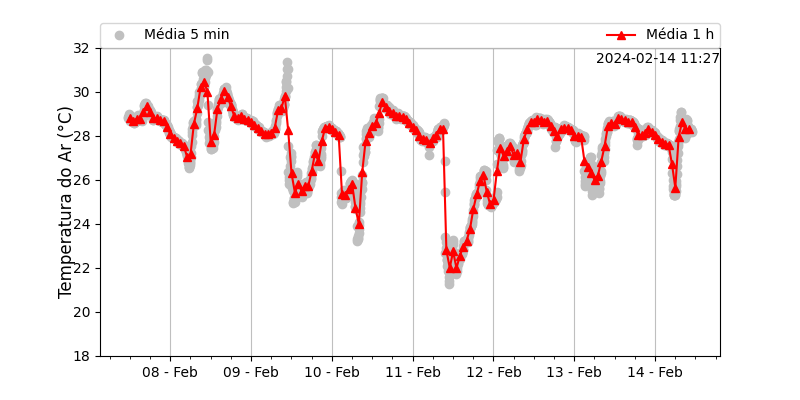 Média 5 min
Média 1 h
2024-02-14 11:27
Temperatura do Ar (°C)
32
30
28
26
24
22
20
18
08 - Feb
09 - Feb
10 - Feb
11 - Feb
12 - Feb
13 - Feb
14 - Feb